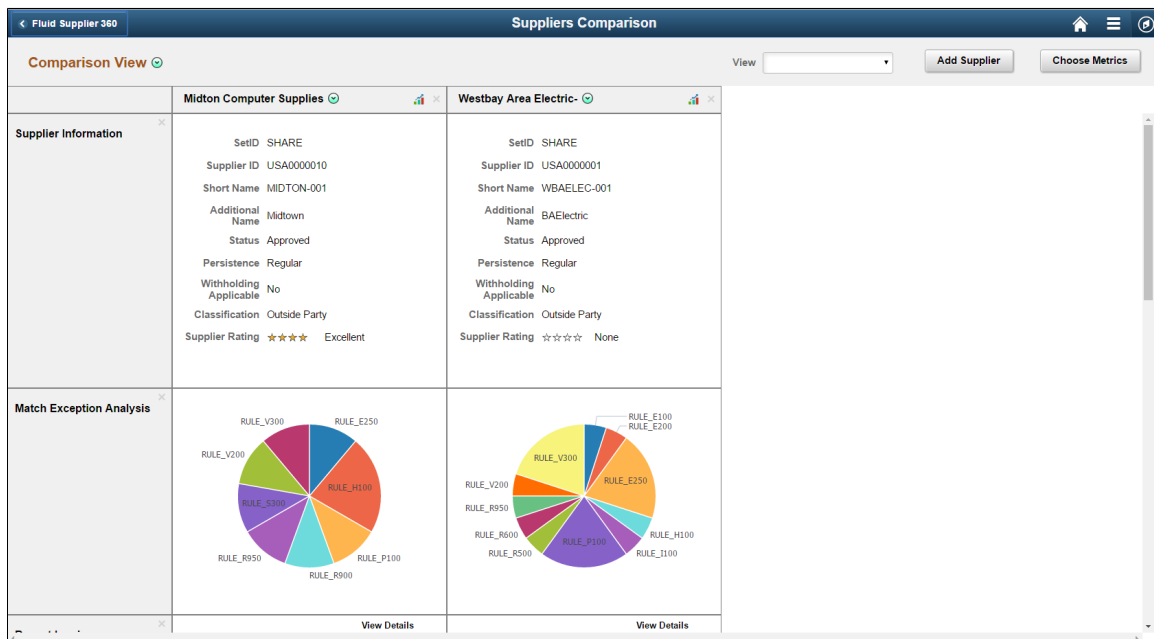 Fluid Supplier 360
Suppliers Comparison
Comparison View
View
Add Supplier
Choose Metrics
Midton Computer Supplies
Westbay Area Electric-
Supplier Information
SetID SHARE
Supplier ID USA0000010
Short Name MIDTON-001
Additional
Name Midtown
Status Approved
Persistence Regular
Withholding
Applicable No
Classification Outside Party
Supplier Rating Excellent
SetID SHARE
Supplier ID USA0000001
Short Name WBAELEC-001
Additional
Name BAElectric
Status Approved
Persistence Regular
Withholding
Applicable No
Classification Outside Party
Supplier Rating None
Match Exception Analysis
RULE_V300
RULE_E250
RULE_V200
RULE_H100
RULE_S300
RULE_R950
RULE_P100
RULE_R900
RULE_E100
RULE_E200
RULE_V300
RULE_E250
RULE_V200
RULE_R950
RULE_R600
RULE_H100
RULE_P100
RULE_R500
RULE_I100
View Details
View Details